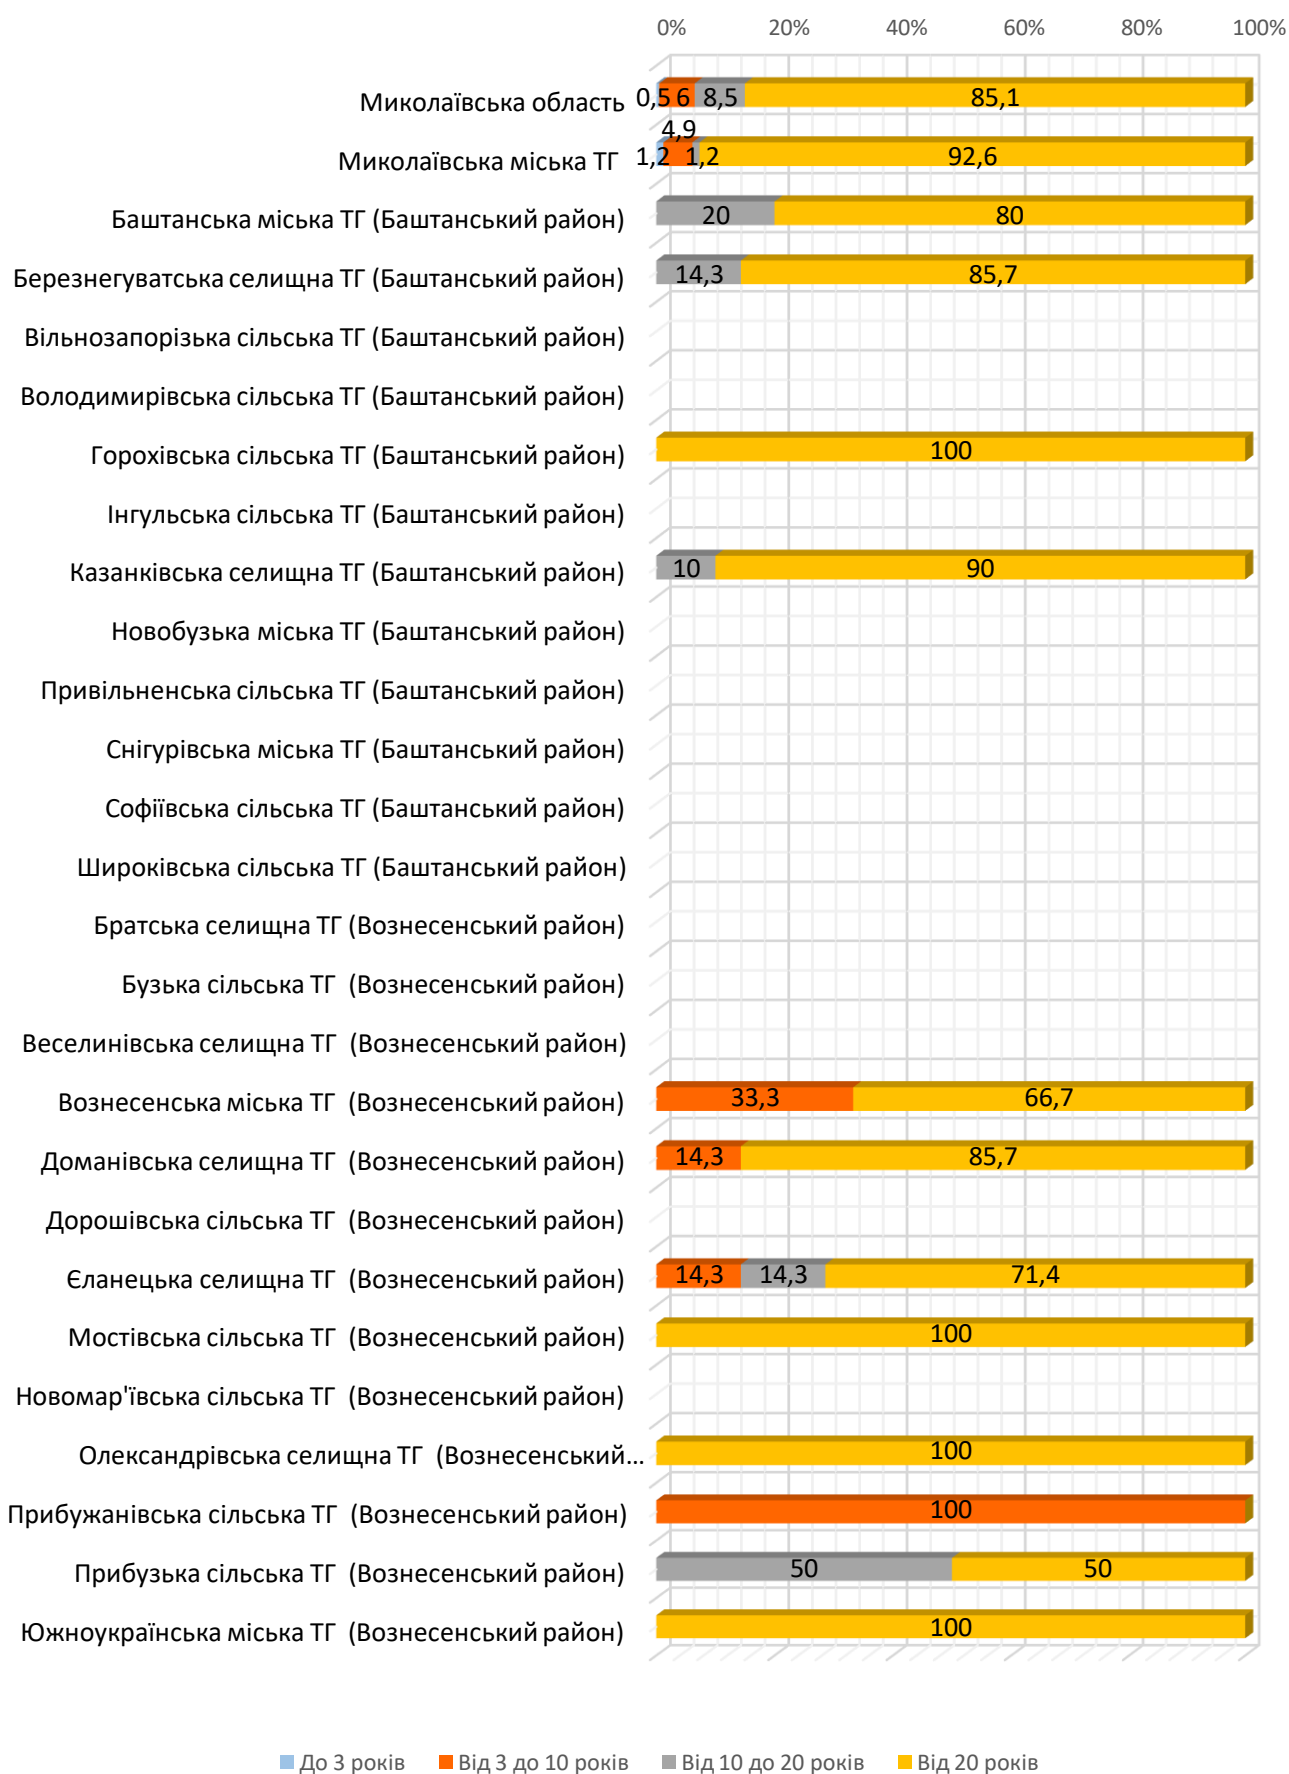 0% 20% 40% 60% 80% 100%
Миколаївська область 0,5 6 8,5 85,1
4,9
Миколаївська міська ТГ 1,2 1,2 92,6
Баштанська міська ТГ (Баштанський район) 20 80
Березнегуватська селищна ТГ (Баштанський район) 14,3 85,7
Вільнозапорізька сільська ТГ (Баштанський район)
Володимирівська сільська ТГ (Баштанський район)
Горохівська сільська ТГ (Баштанський район) 100
Інгульська сільська ТГ (Баштанський район)
Казанківська селищна ТГ (Баштанський район) 10 90
Новобузька міська ТГ (Баштанський район)
Привільненська сільська ТГ (Баштанський район)
Снігурівська міська ТГ (Баштанський район)
Софіївська сільська ТГ (Баштанський район)
Широківська сільська ТГ (Баштанський район)
Братська селищна ТГ (Вознесенський район)
Бузька сільська ТГ (Вознесенський район)
Веселинівська селищна ТГ (Вознесенський район)
Вознесенська міська ТГ (Вознесенський район) 33,3 66,7
Доманівська селищна ТГ (Вознесенський район) 14,3 85,7
Дорошівська сільська ТГ (Вознесенський район)
Єланецька селищна ТГ (Вознесенський район) 14,3 14,3 71,4
Мостівська сільська ТГ (Вознесенський район) 100
Новомар'ївська сільська ТГ (Вознесенський район)
Олександрівська селищна ТГ (Вознесенський... 100
Прибужанівська сільська ТГ (Вознесенський район) 100
Прибузька сільська ТГ (Вознесенський район) 50 50
Южноукраїнська міська ТГ (Вознесенський район) 100
До 3 років Від 3 до 10 років Від 10 до 20 років Від 20 років